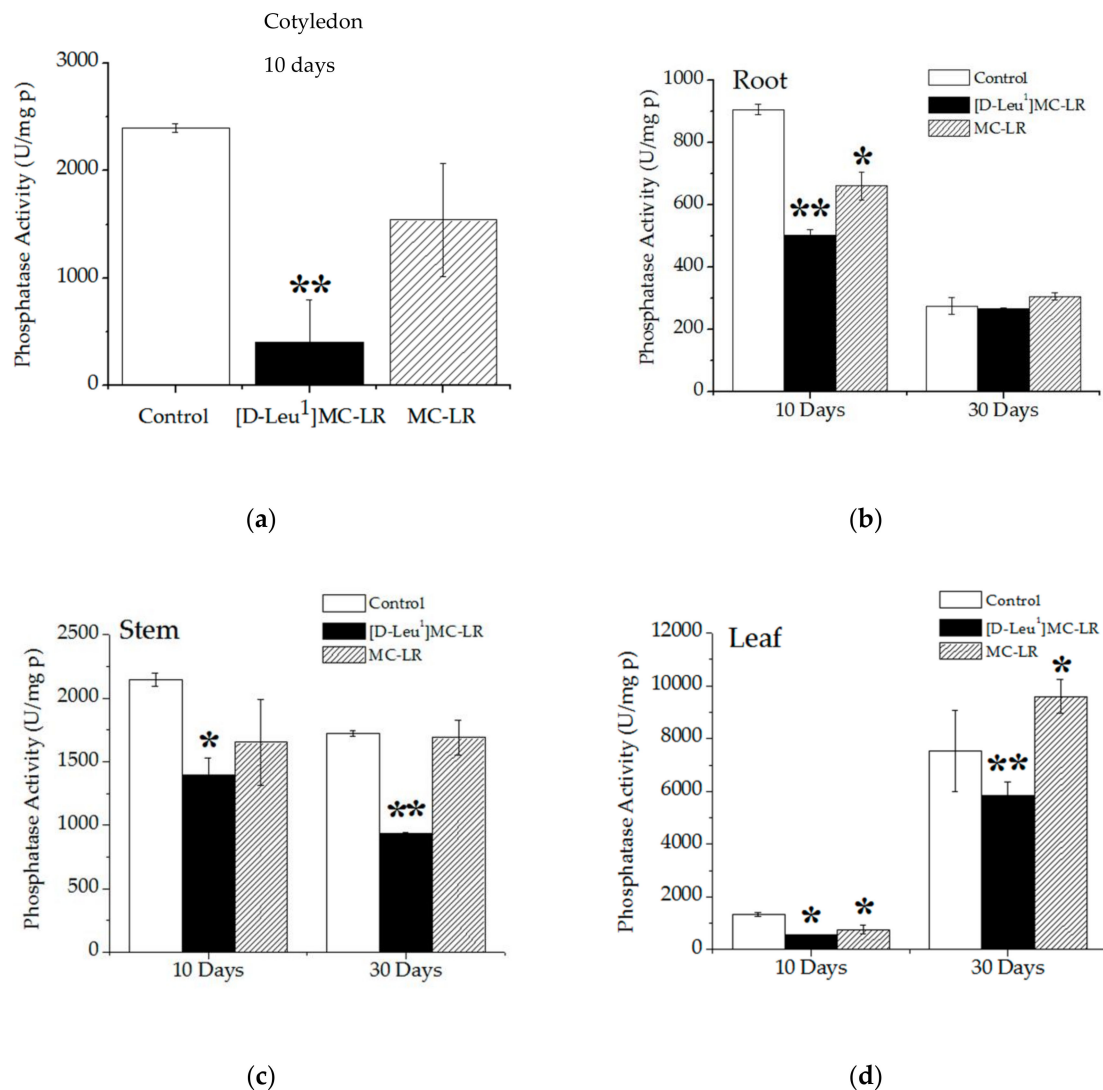 Cotyledon
10 days
Phosphatase Activity (U/mg p)
3000
2000
1000
0
Control
[D-Leu¹]MC-LR
MC-LR
**
(a)
Root
Control
[D-Leu¹]MC-LR
MC-LR
Phosphatase Activity (U/mg p)
1000
800
600
400
200
0
**
*
10 Days
30 Days
(b)
Stem
Control
[D-Leu¹]MC-LR
MC-LR
Phosphatase Activity (U/mg p)
2500
2000
1500
1000
500
0
*
**
10 Days
30 Days
(c)
Leaf
Control
[D-Leu¹]MC-LR
MC-LR
Phosphatase Activity (U/mg p)
12000
10000
8000
6000
4000
2000
0
*
*
**
*
10 Days
30 Days
(d)